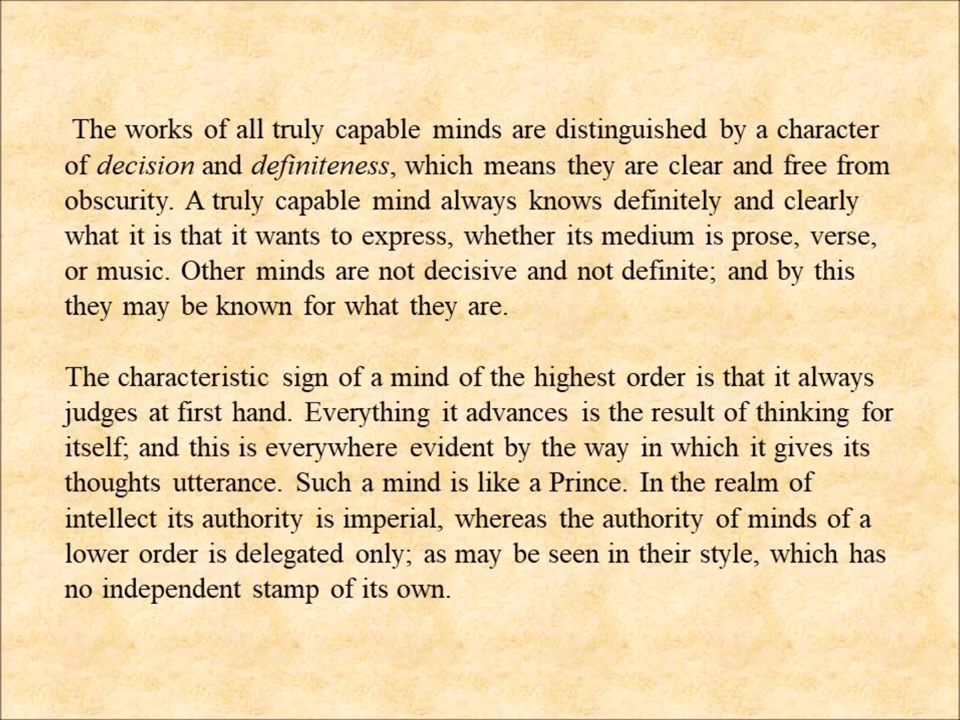 The works of all truly capable minds are distinguished by a character
of decision and definiteness, which means they are clear and free from
obscurity. A truly capable mind always knows definitely and clearly
what it is that it wants to express, whether its medium is prose, verse,
or music. Other minds are not decisive and not definite; and by this
they may be known for what they are.
The characteristic sign of a mind of the highest order is that it always
judges at first hand. Everything it advances is the result of thinking for
itself; and this is everywhere evident by the way in which it gives its
thoughts utterance. Such a mind is like a Prince. In the realm of
intellect its authority is imperial, whereas the authority of minds of a
lower order is delegated only; as may be seen in their style, which has
no independent stamp of its own.